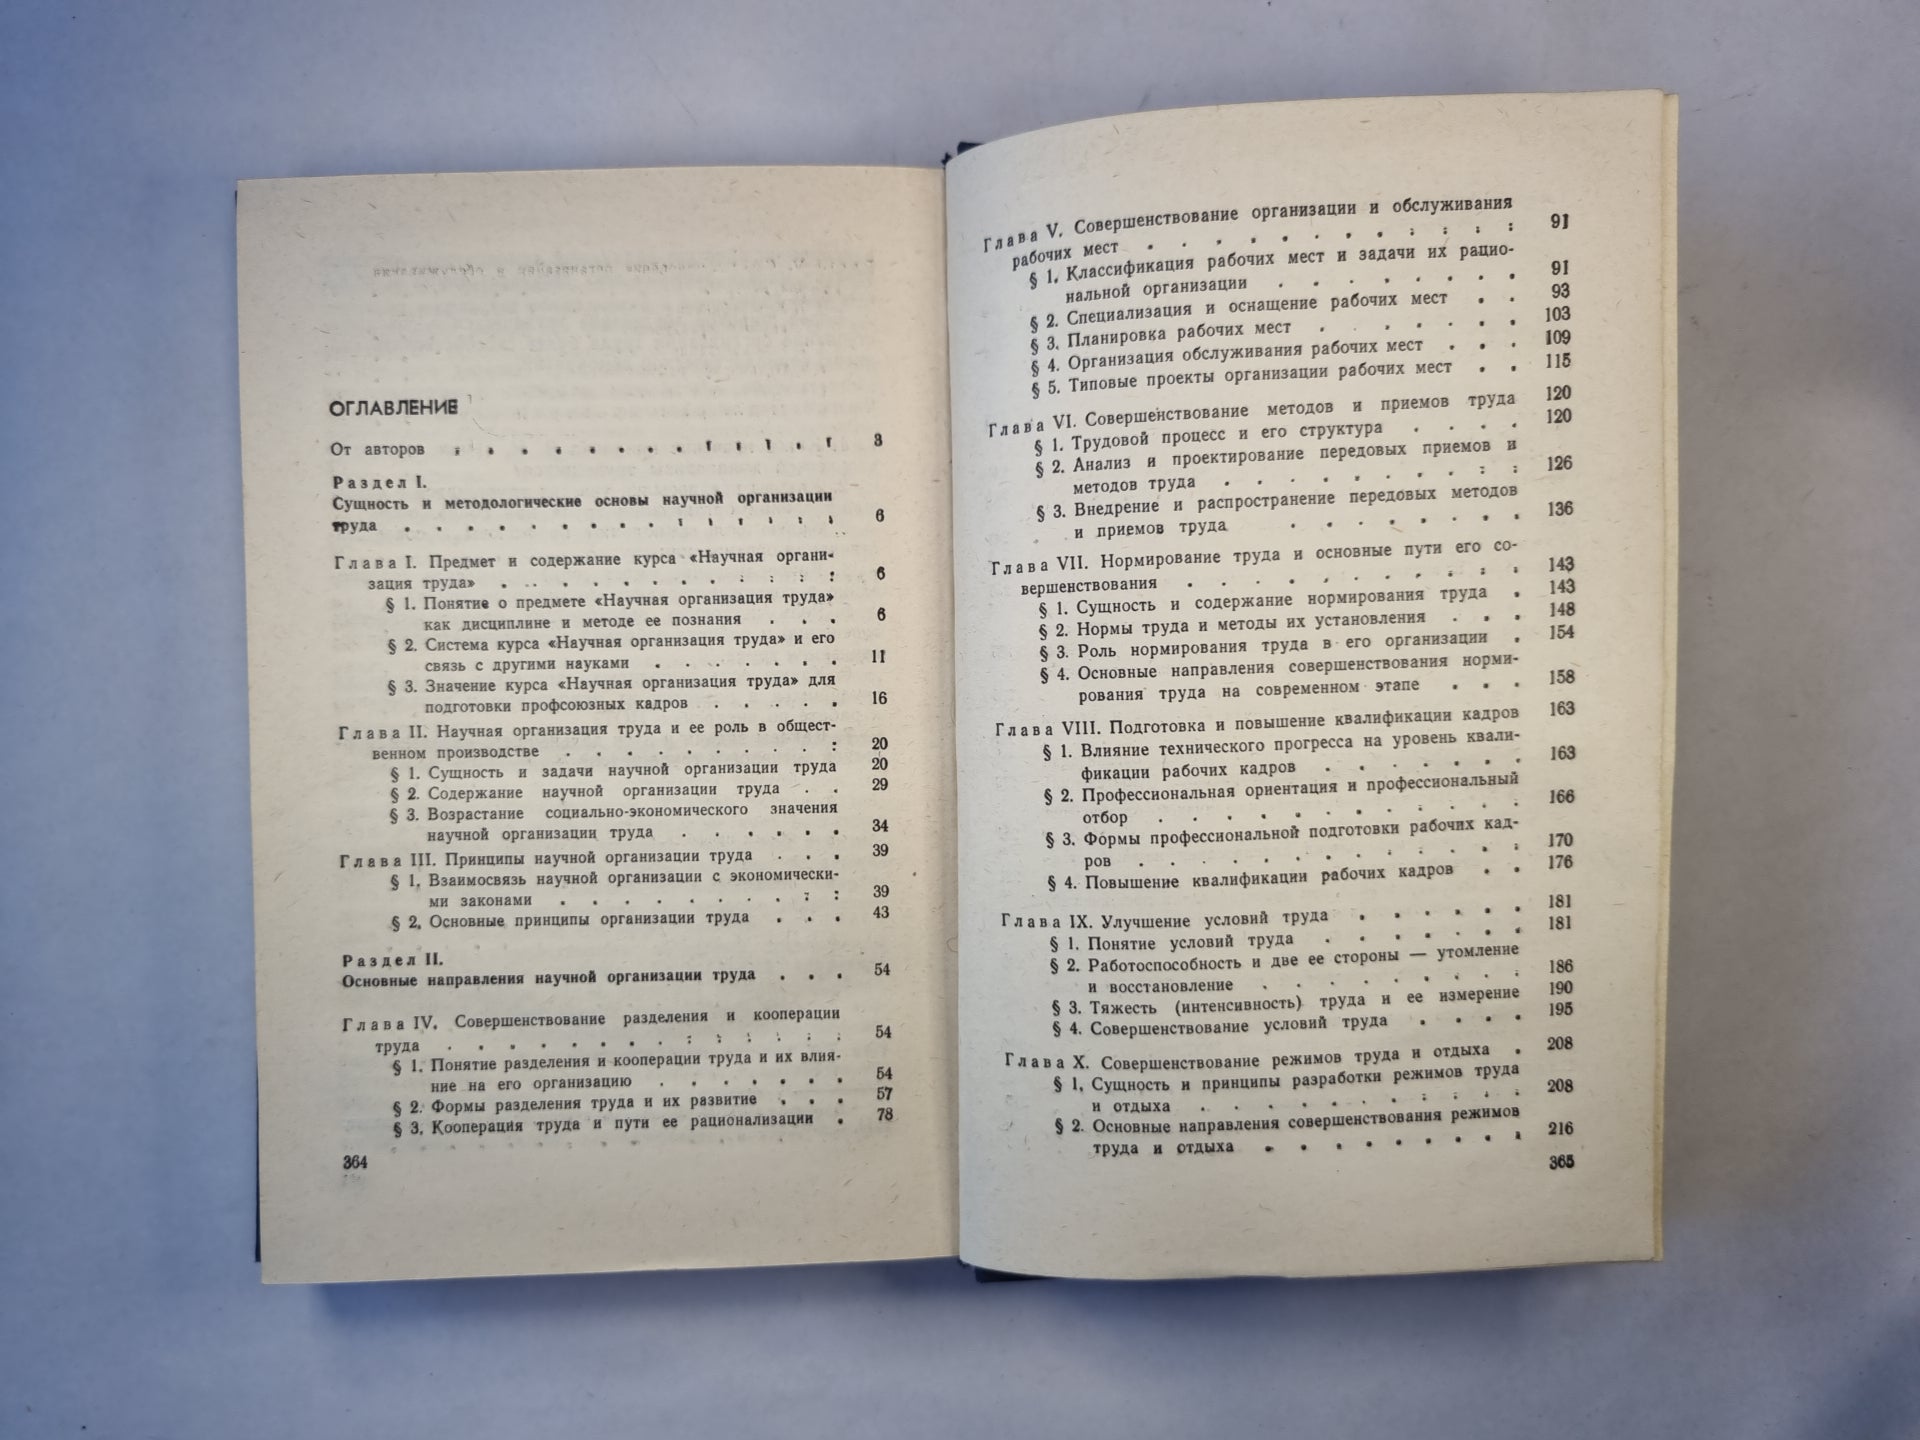 ОГЛАВЛЕНИЕ
От авторов . . . . . . . . . . . . 3
Раздел I.
Сущность и методологические основы научной организации
труда . . . . . . . . . . . . . . 6
Глава I. Предмет и содержание курса «Научная органи-
зация труда» . . . . . . . . . . . 6
§ 1. Понятие о предмете «Научная организация труда»
как дисциплине и методе ее познания . . . 6
§ 2. Система курса «Научная организация труда» и его
связь с другими науками . . . . . . . 11
§ 3. Значение курса «Научная организация труда» для
подготовки профсоюзных кадров . . . . . 16
Глава II. Научная организация труда и ее роль в общест-
венном производстве . . . . . . . . . 20
§ 1. Сущность и задачи научной организации труда 20
§ 2. Содержание научной организации труда . . 29
§ 3. Возрастание социально-экономического значения
научной организации труда . . . . . . 34
Глава III. Принципы научной организации труда . . . 39
§ 1. Взаимосвязь научной организации с экономически-
ми законами . . . . . . . . . . 39
§ 2. Основные принципы организации труда . . . 43
Раздел II.
Основные направления научной организации труда . . . 54
Глава IV. Совершенствование разделения и кооперации
труда . . . . . . . . . . . . . . 54
§ 1. Понятие разделения и кооперации труда и их влия-
ние на его организацию . . . . . . . 54
§ 2. Формы разделения труда и их развитие . . . 57
§ 3. Кооперация труда и пути ее рационализации . 78
364
Глава V. Совершенствование организации и обслуживания
рабочих мест . . . . . . . . . . . . 91
§ 1. Классификация рабочих мест и задачи их рацио-
нальной организации . . . . . . . . 91
§ 2. Специализация и оснащение рабочих мест . . 93
§ 3. Планировка рабочих мест . . . . . . . 103
§ 4. Организация обслуживания рабочих мест . . . 109
§ 5. Типовые проекты организации рабочих мест . . 115
Глава VI. Совершенствование методов и приемов труда 120
§ 1. Трудовой процесс и его структура . . . . 120
§ 2. Анализ и проектирование передовых приемов и
методов труда . . . . . . . . . . 126
§ 3. Внедрение и распространение передовых методов
и приемов труда . . . . . . . . 136
Глава VII. Нормирование труда и основные пути его со-
вершенствования . . . . . . . . . . . 143
§ 1. Сущность и содержание нормирования труда . 143
§ 2. Нормы труда и методы их установления . . . 148
§ 3. Роль нормирования труда в его организации . 154
§ 4. Основные направления совершенствования норми-
рования труда на современном этапе . . . 158
Глава VIII. Подготовка и повышение квалификации кадров 163
§ 1. Влияние технического прогресса на уровень квали-
фикации рабочих кадров . . . . . . . 163
§ 2. Профессиональная ориентация и профессиональный
отбор . . . . . . . . . . . . 166
§ 3. Формы профессиональной подготовки рабочих кад-
ров . . . . . . . . . . . . . 170
§ 4. Повышение квалификации рабочих кадров . . 176
Глава IX. Улучшение условий труда . . . . . . 181
§ 1. Понятие условий труда . . . . . . . 181
§ 2. Работоспособность и две ее стороны — утомление
и восстановление . . . . . . . . . 186
§ 3. Тяжесть (интенсивность) труда и ее измерение 190
§ 4. Совершенствование условий труда . . . . 195
Глава X. Совершенствование режимов труда и отдыха . 208
§ 1. Сущность и принципы разработки режимов труда
и отдыха . . . . . . . . . . . 208
§ 2. Основные направления совершенствования режимов
труда и отдыха . . . . . . . . . 216
365